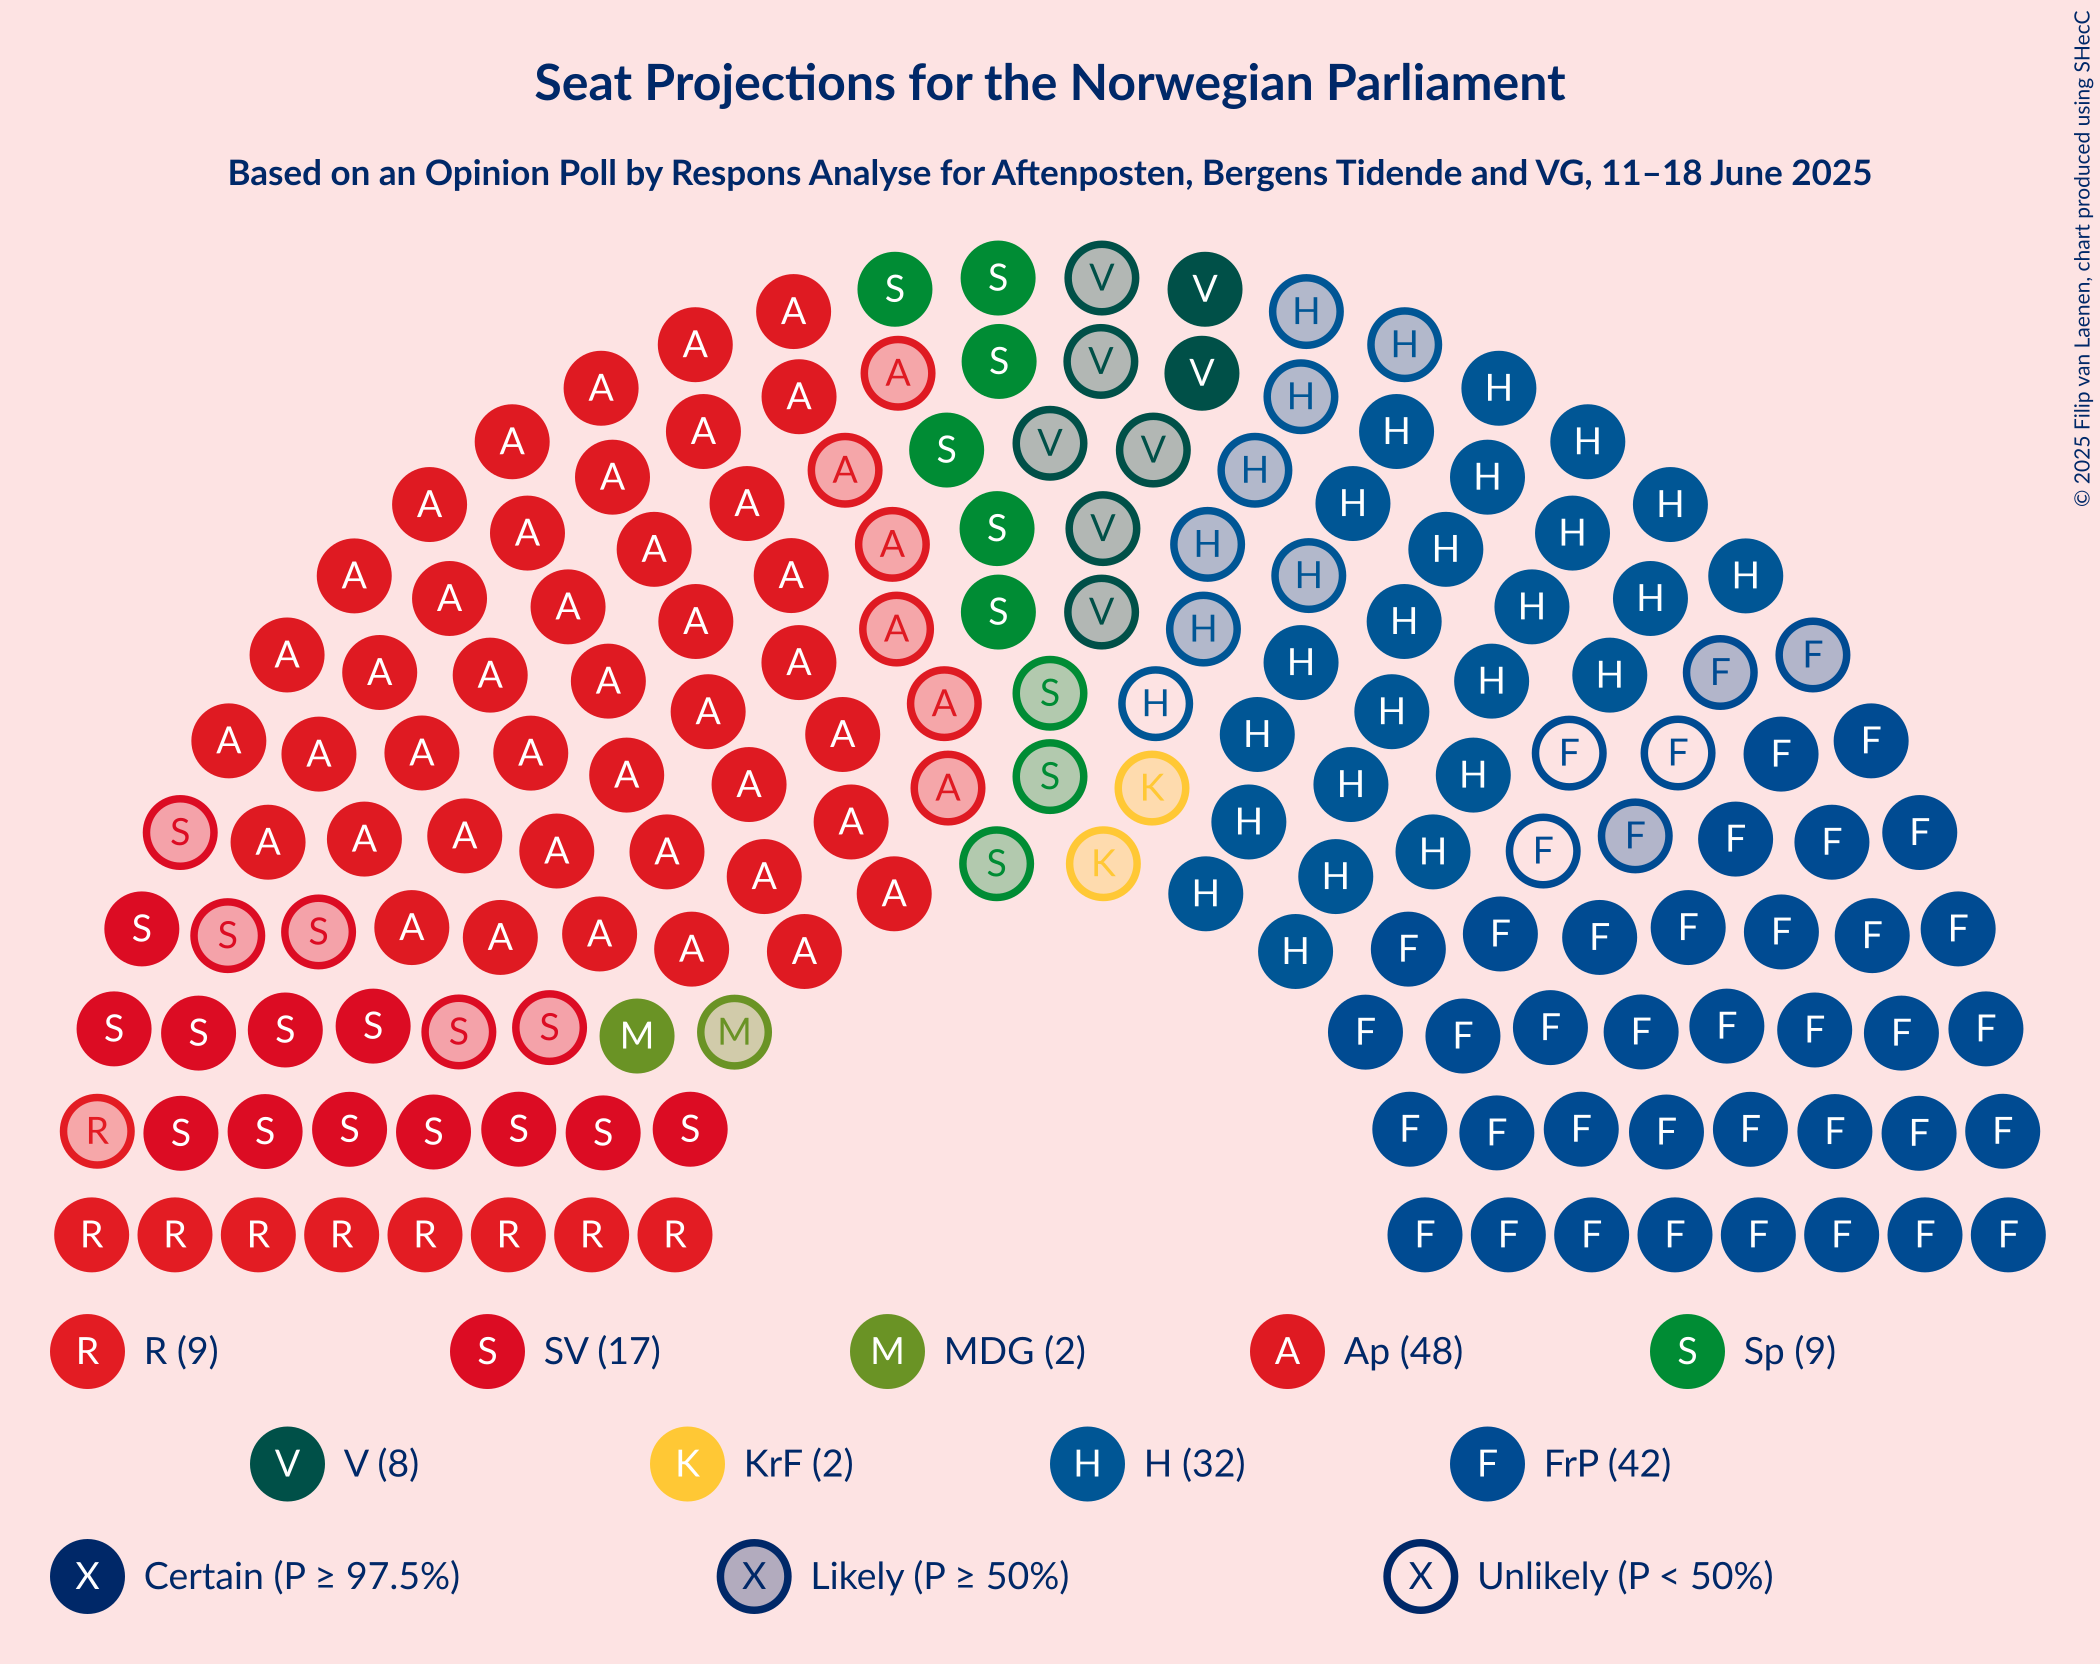 Seat Projections for the Norwegian Parliament
Based on an Opinion Poll by Respons Analyse for Aftenposten, Bergens Tidende and VG, 11–18 June 2025
© 2025 Filip van Laenen, chart produced using SHecC
S S V V
A H
A A S V V H H
A A H
A A S V V H H
A A A H H H
A A A S V H H H
A A A A H H H H
A A A A S V H H H H
A A A H F F
A A A A A S H H H H H
A A A A A H H F F F F
A A A S K H H H
S A A A A A A H H F F F F F
A A A S K H H H
S S S A A A A A H F F F F F F F
S S S S S S M M F F F F F F F F
R S S S S S S S F F F F F F F F
R R R R R R R R F F F F F F F F
R R (9) S SV (17) M MDG (2) A Ap (48) S Sp (9)
V V (8) K KrF (2) H H (32) F FrP (42)
X Certain (P ≥ 97.5%) X Likely (P ≥ 50%) X Unlikely (P < 50%)